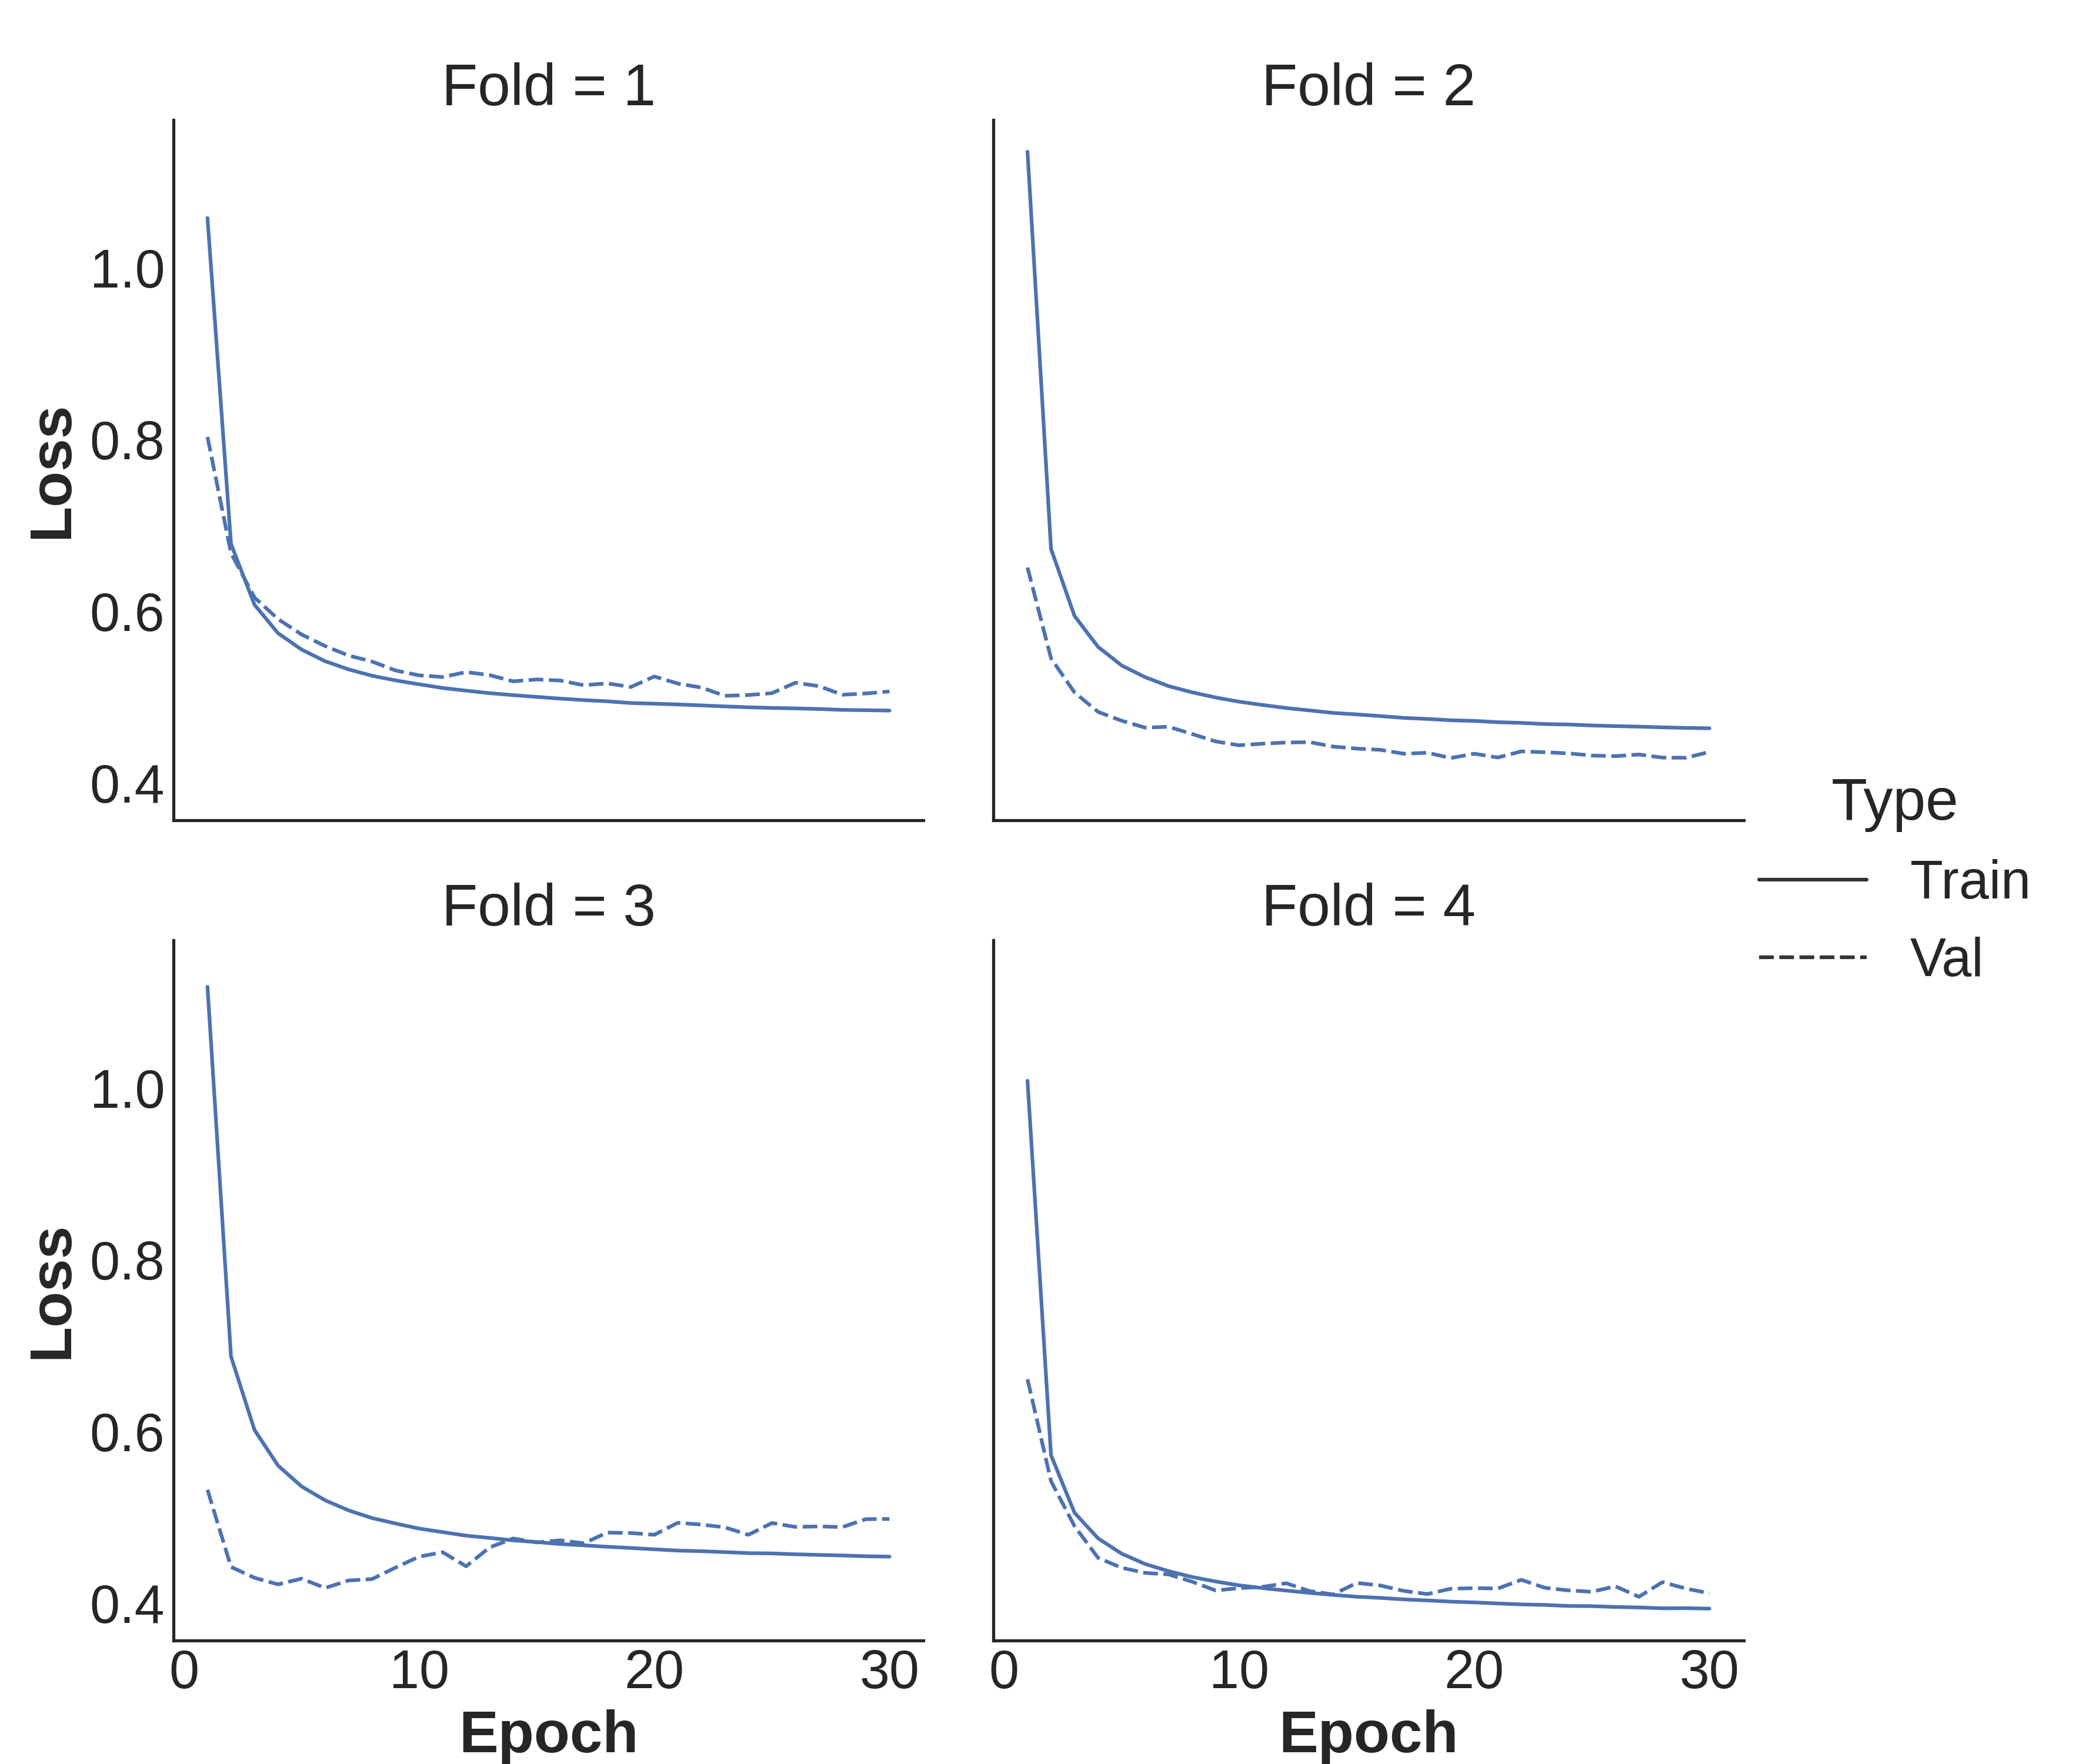 Fold = 1
Fold = 2
Loss
1.0
0.8
0.6
0.4
Type
Train
Val
Fold = 3
Fold = 4
Loss
1.0
0.8
0.6
0.4
0 10 20 30
0 10 20 30
Epoch
Epoch